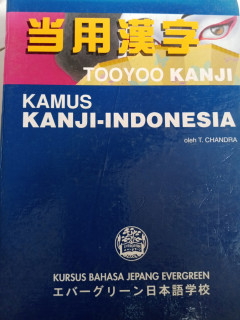 当用漢字
TOOYOO KANJI
KAMUS
KANJI-INDONESIA
oleh T. CHANDRA
KURSUS BAHASA JEPANG EVERGREEN
エバーグリーン日本語学校